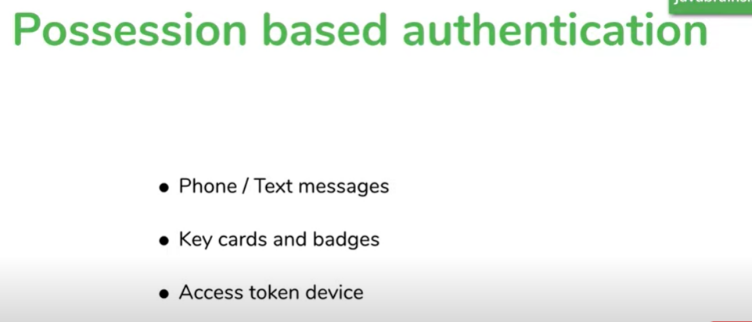 Possession based authentication
• Phone / Text messages
• Key cards and badges
• Access token device